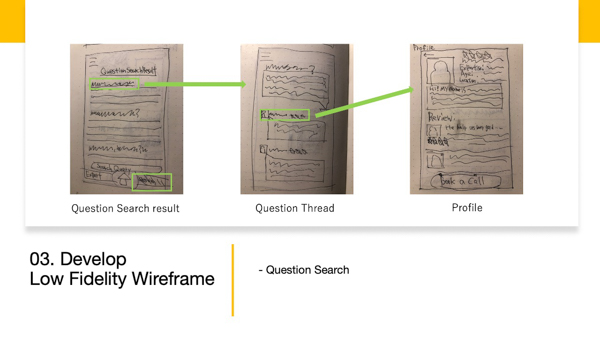 Question Search Result
Profile
Review:
book a call
Question Search result
Question Thread
Profile
03. Develop
Low Fidelity Wireframe
- Question Search